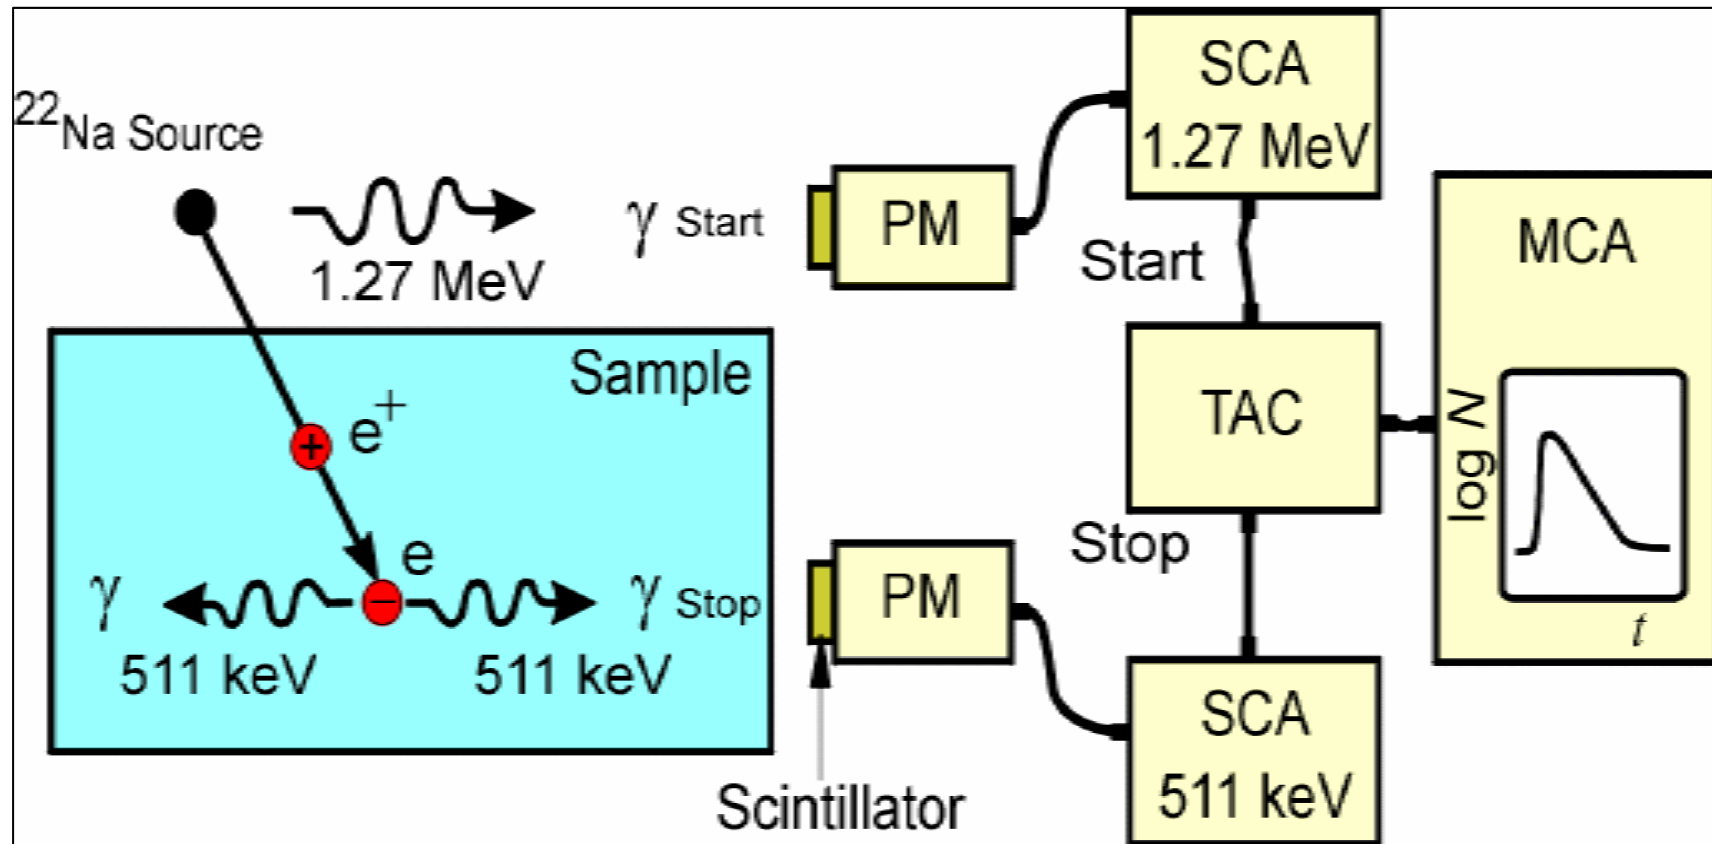 ²²Na Source
1.27 MeV
γ Start
PM
SCA
1.27 MeV
Start
MCA
Sample
e⁺
+
TAC
log N
t
Stop
e
−
γ
γ Stop
511 keV
511 keV
PM
SCA
511 keV
Scintillator